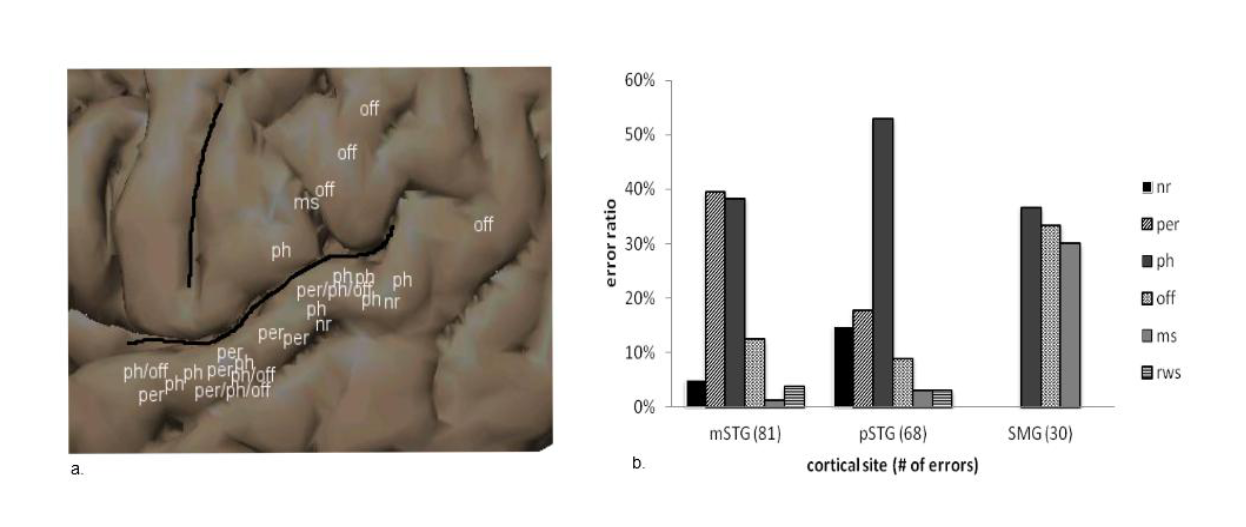 off
off
off
ms
off
ph
ph ph
ph
per/ph/off
ph nr
ph
nr
per per
per
ph/off
ph ph per ph
ph/off
per
per/ph/off
a.
60%
50%
40%
30%
20%
10%
0%
error ratio
mSTG (81)
pSTG (68)
SMG (30)
cortical site (# of errors)
nr
per
ph
off
ms
rws
b.